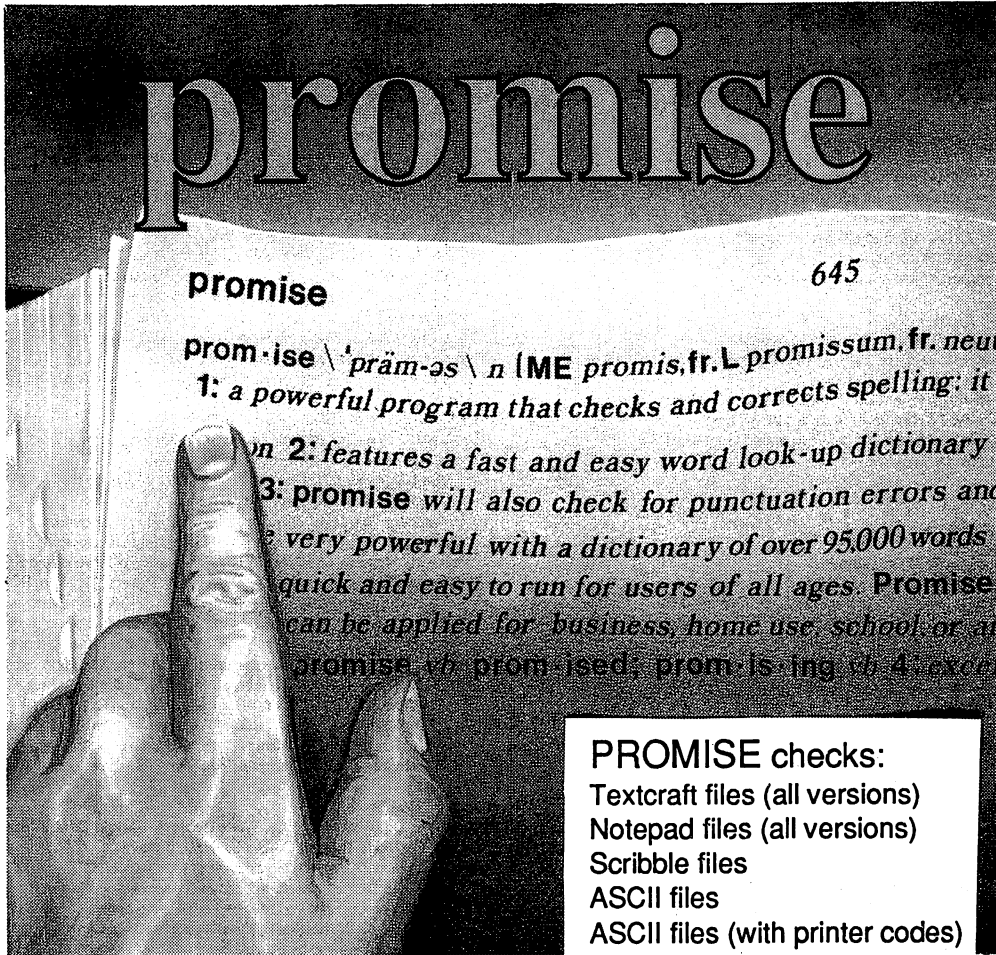 promise
promise 645
prom·ise \ 'präm-əs \ n [ME promis, fr. L promissum, fr. neut
1: a powerful program that checks and corrects spelling: it
on 2: features a fast and easy word look-up dictionary
3: promise will also check for punctuation errors and
very powerful with a dictionary of over 95,000 words
quick and easy to run for users of all ages. Promise
can be applied for business, home use, school or
promise vb prom·ised; prom·is·ing vb 4:
PROMISE checks:
Textcraft files (all versions)
Notepad files (all versions)
Scribble files
ASCII files
ASCII files (with printer codes)